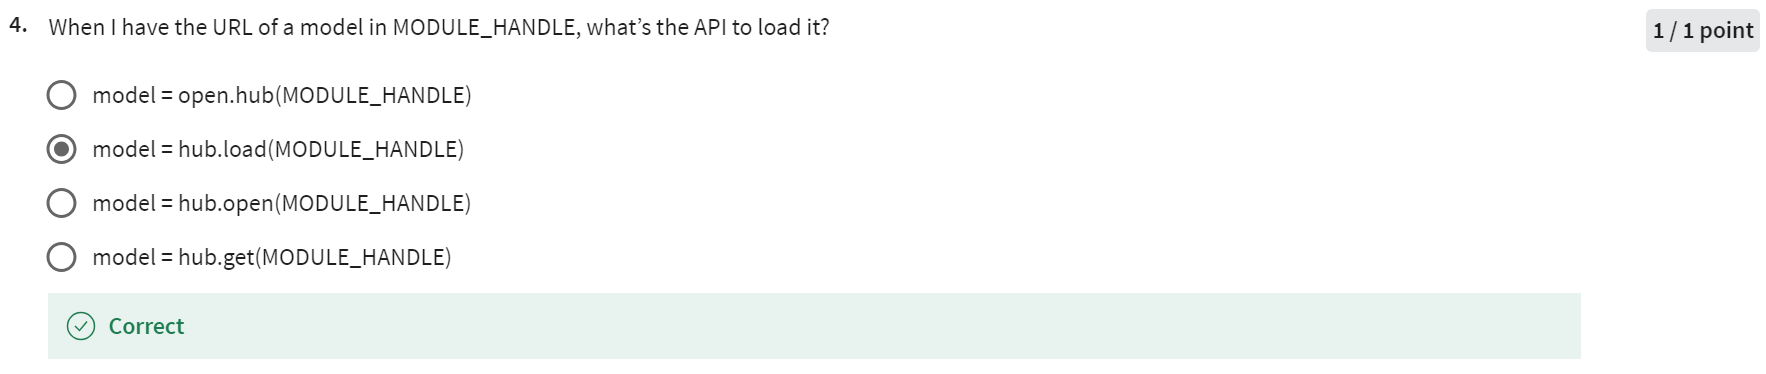 4. When I have the URL of a model in MODULE_HANDLE, what’s the API to load it?
1 / 1 point
model = open.hub(MODULE_HANDLE)
model = hub.load(MODULE_HANDLE)
model = hub.open(MODULE_HANDLE)
model = hub.get(MODULE_HANDLE)
Correct